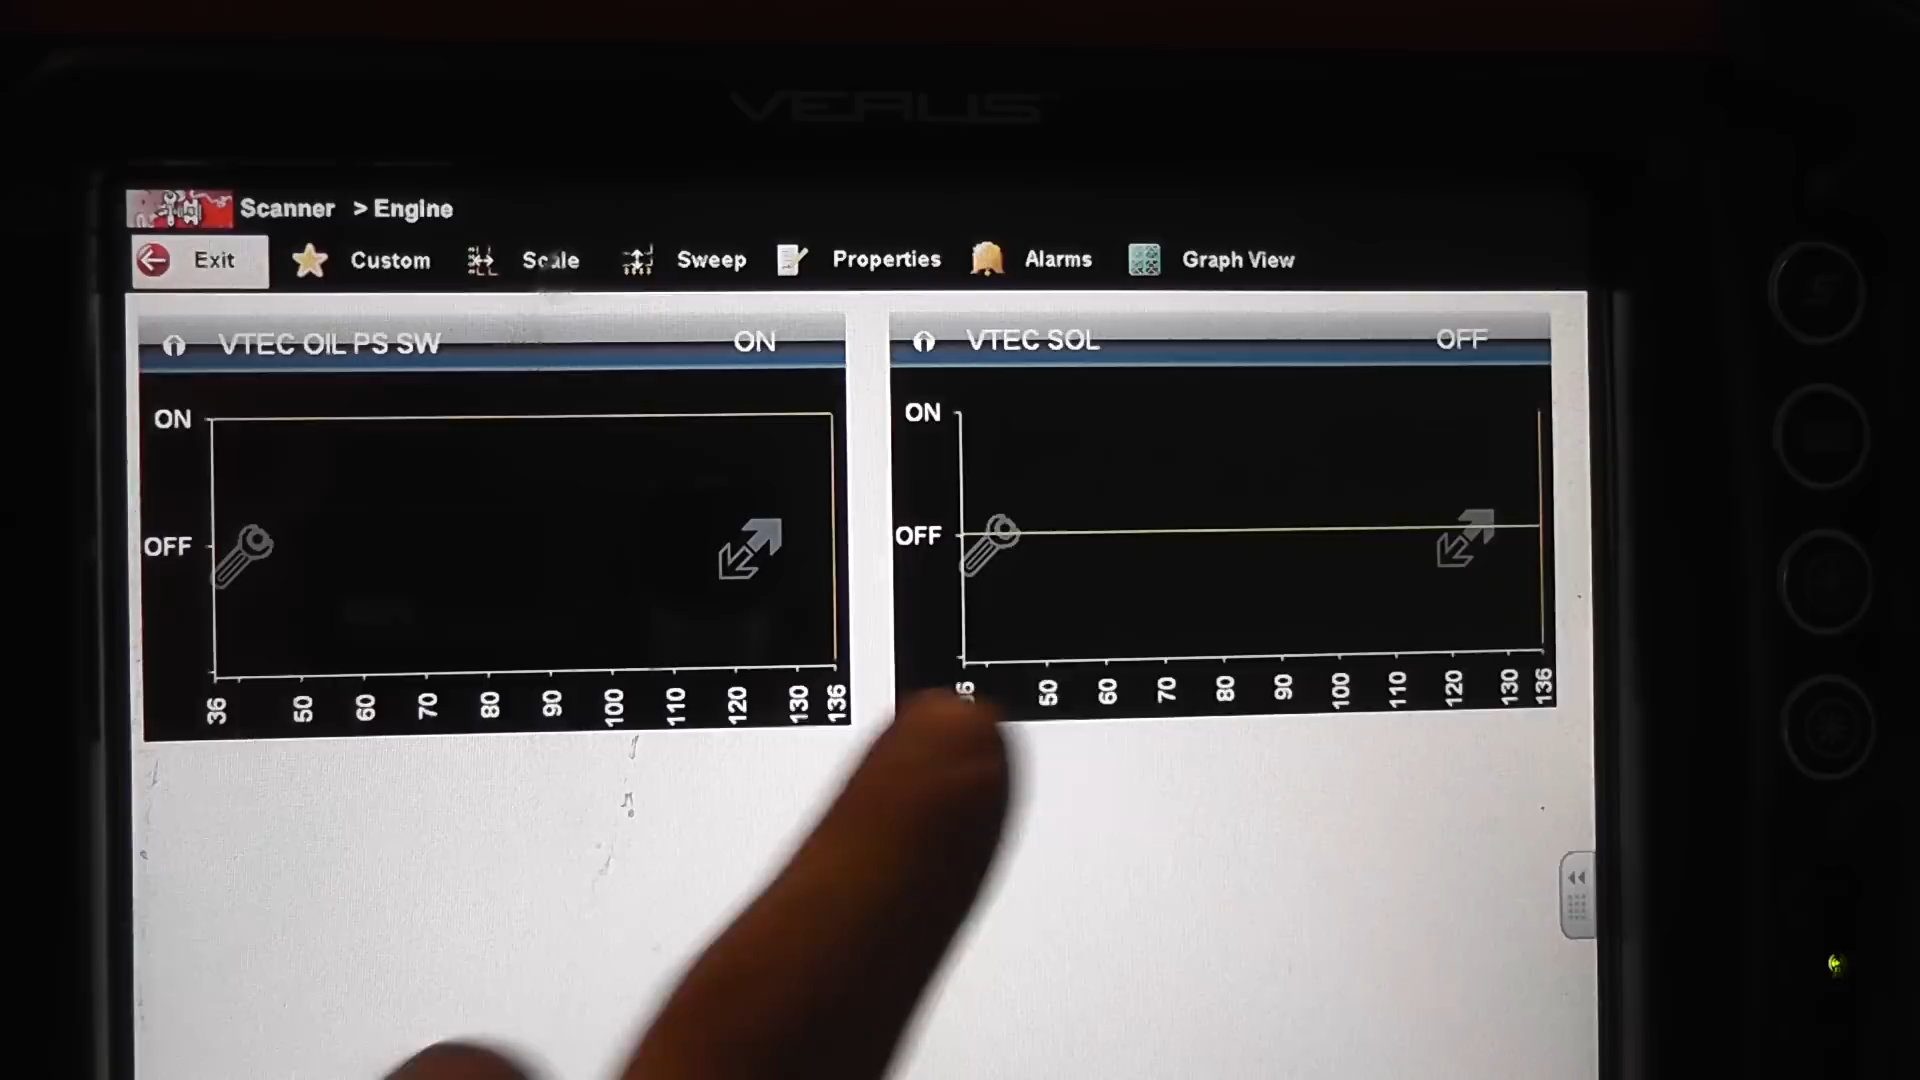 VERUS
Scanner > Engine
Exit Custom Scale Sweep Properties Alarms Graph View
VTEC OIL PS SW ON
ON
OFF
36 50 60 70 80 90 100 110 120 130 136
VTEC SOL OFF
ON
OFF
50 60 70 80 90 100 110 120 130 136